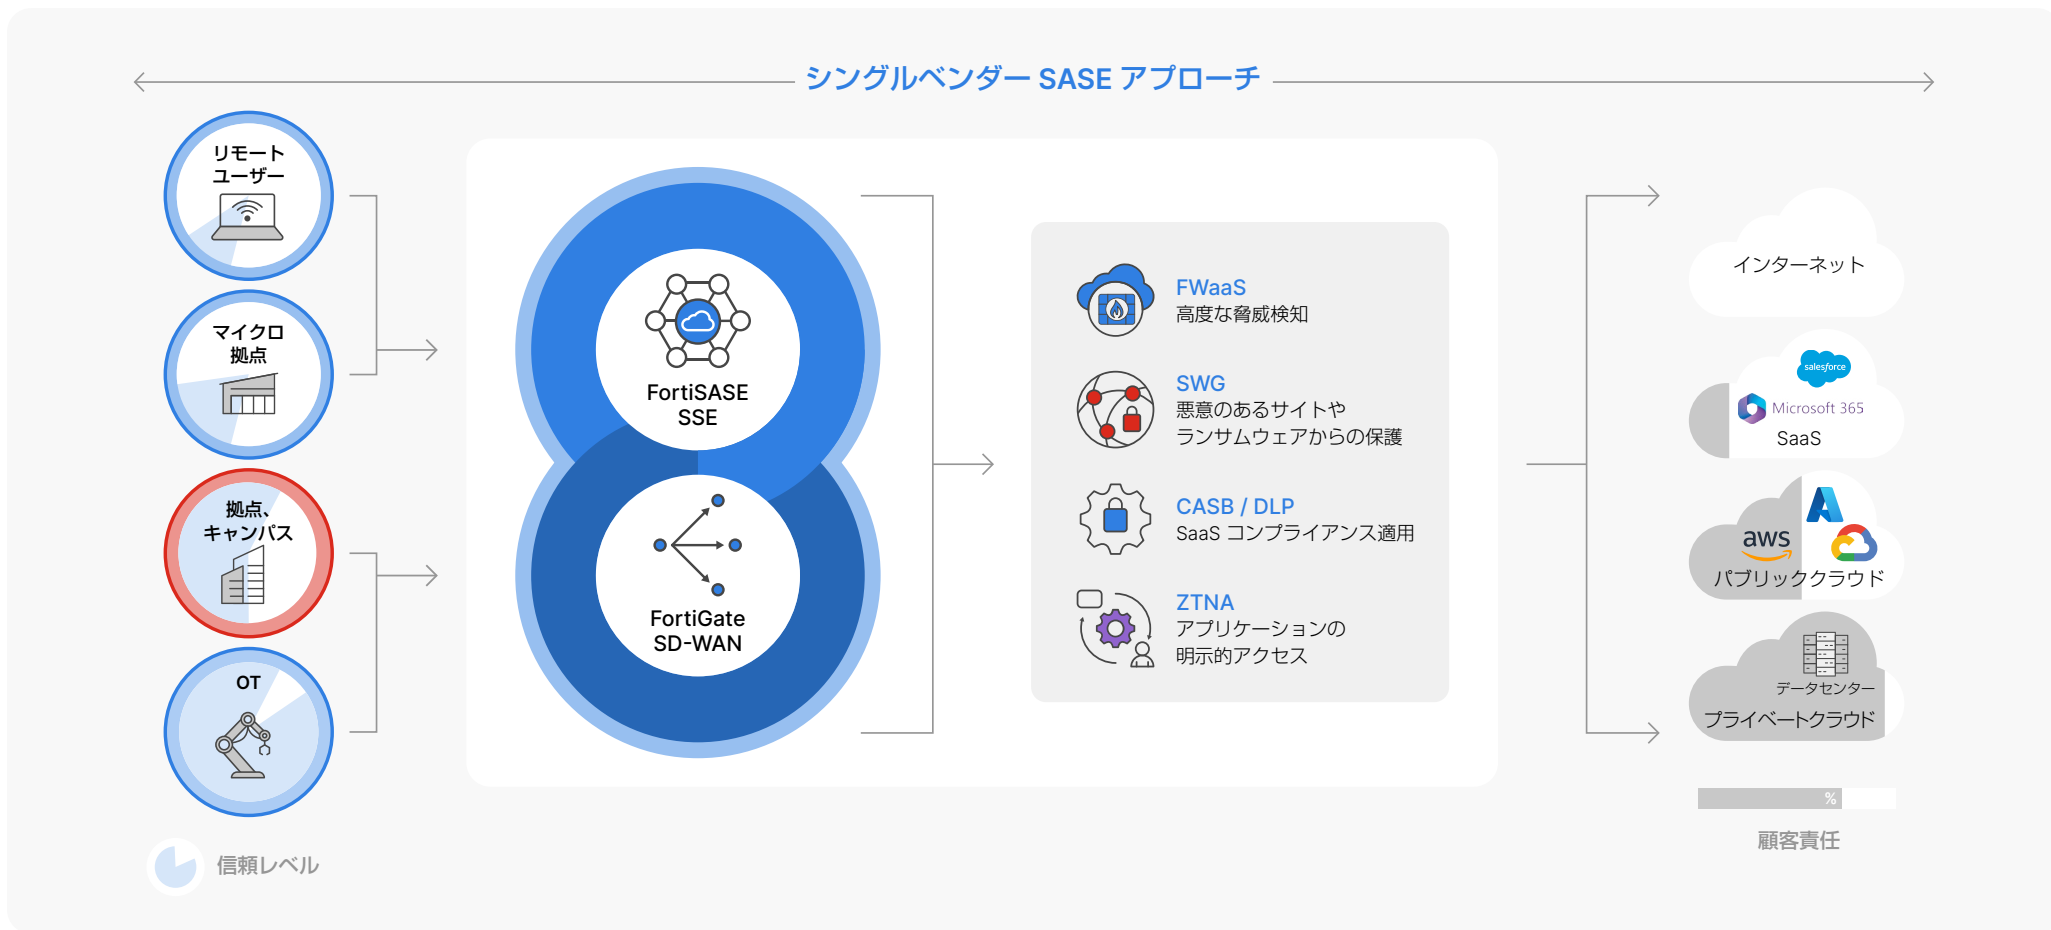 シングルベンダー SASE アプローチ
リモート
ユーザー
マイクロ
拠点
拠点、
キャンパス
OT
信頼レベル
FortiSASE
SSE
FortiGate
SD-WAN
FWaaS
高度な脅威検知
SWG
悪意のあるサイトや
ランサムウェアからの保護
CASB / DLP
SaaS コンプライアンス適用
ZTNA
アプリケーションの
明示的アクセス
インターネット
salesforce
Microsoft 365
SaaS
aws
パブリッククラウド
データセンター
プライベートクラウド
%
顧客責任